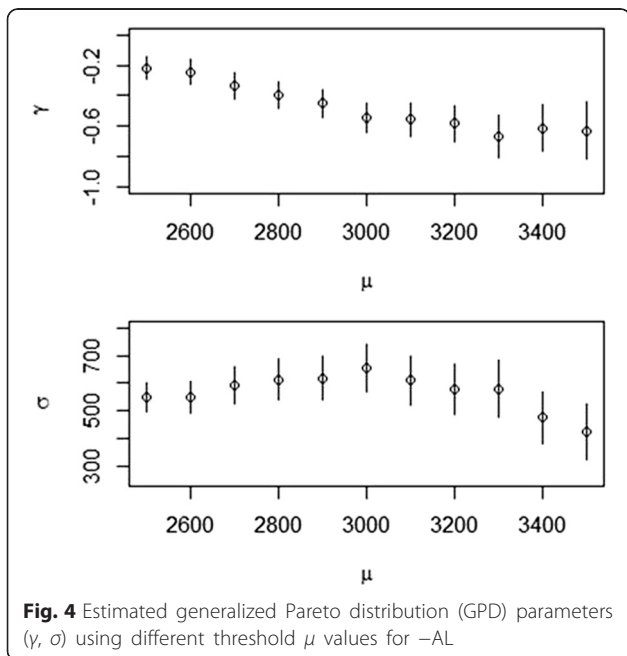 -0.2
-0.6
-1.0
γ
2600 2800 3000 3200 3400
μ
700
500
300
σ
2600 2800 3000 3200 3400
μ
Fig. 4 Estimated generalized Pareto distribution (GPD) parameters
(γ, σ) using different threshold μ values for −AL